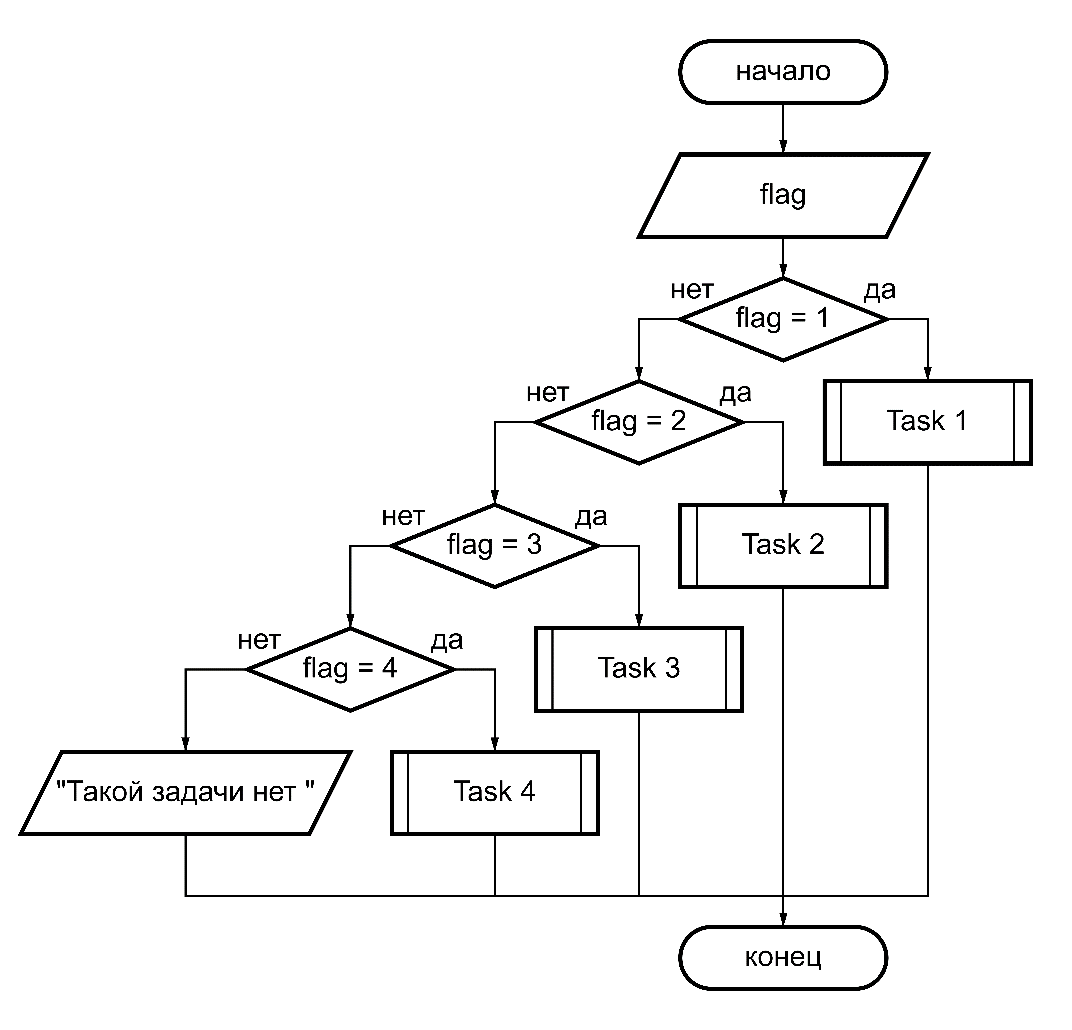 начало
flag
нет
да
flag = 1
нет
да
flag = 2
Task 1
нет
да
flag = 3
Task 2
нет
да
flag = 4
Task 3
"Такой задачи нет "
Task 4
конец